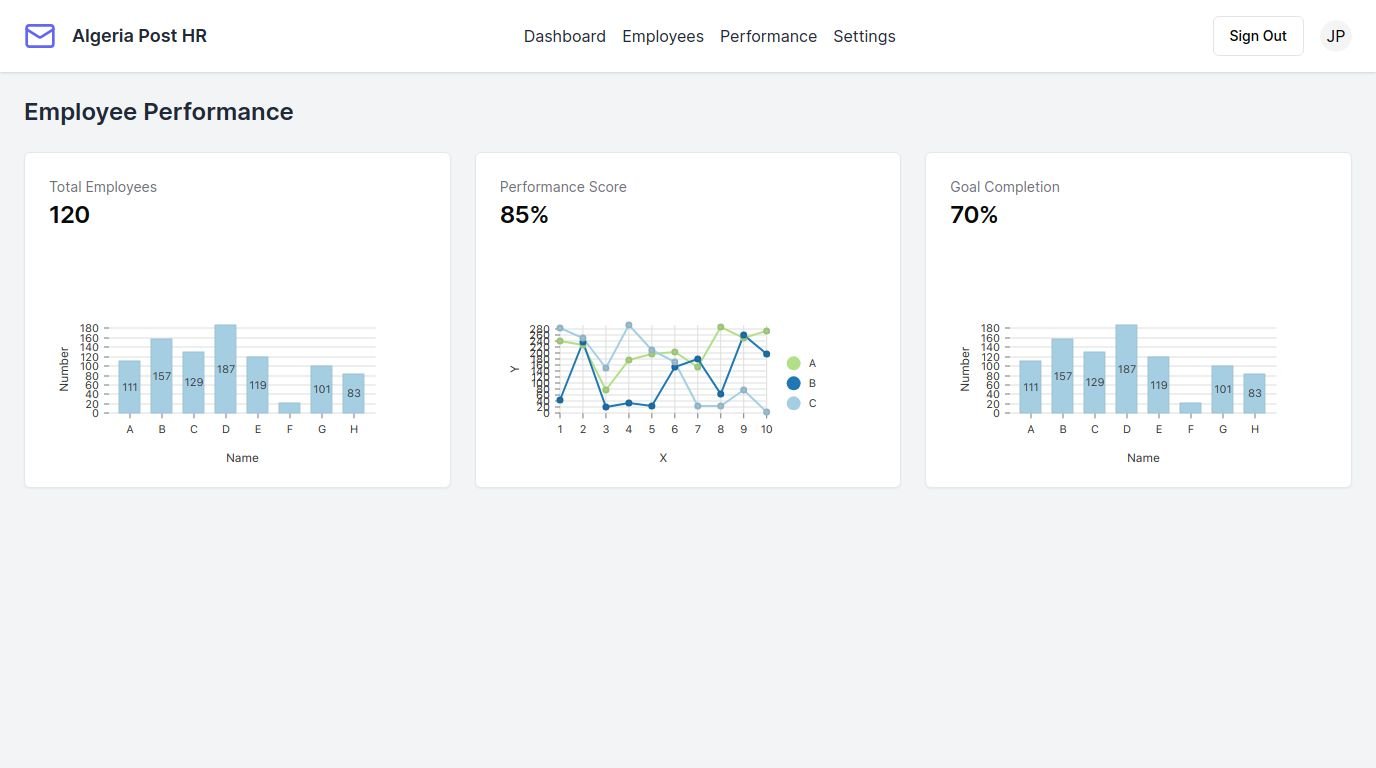 Algeria Post HR
Dashboard Employees Performance Settings
Sign Out
JP
Employee Performance
Total Employees
120
Number
180
160
140
120
100
80
60
40
20
0
111 157 129 187 119 101 83
A B C D E F G H
Name
Performance Score
85%
Y
280
260
240
220
200
180
160
140
120
100
80
60
40
20
0
1 2 3 4 5 6 7 8 9 10
X
A
B
C
Goal Completion
70%
Number
180
160
140
120
100
80
60
40
20
0
111 157 129 187 119 101 83
A B C D E F G H
Name